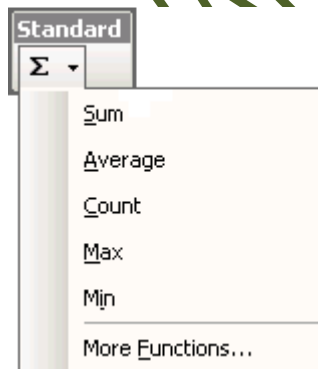 Standard
Σ
Sum
Average
Count
Max
Min
More Functions...